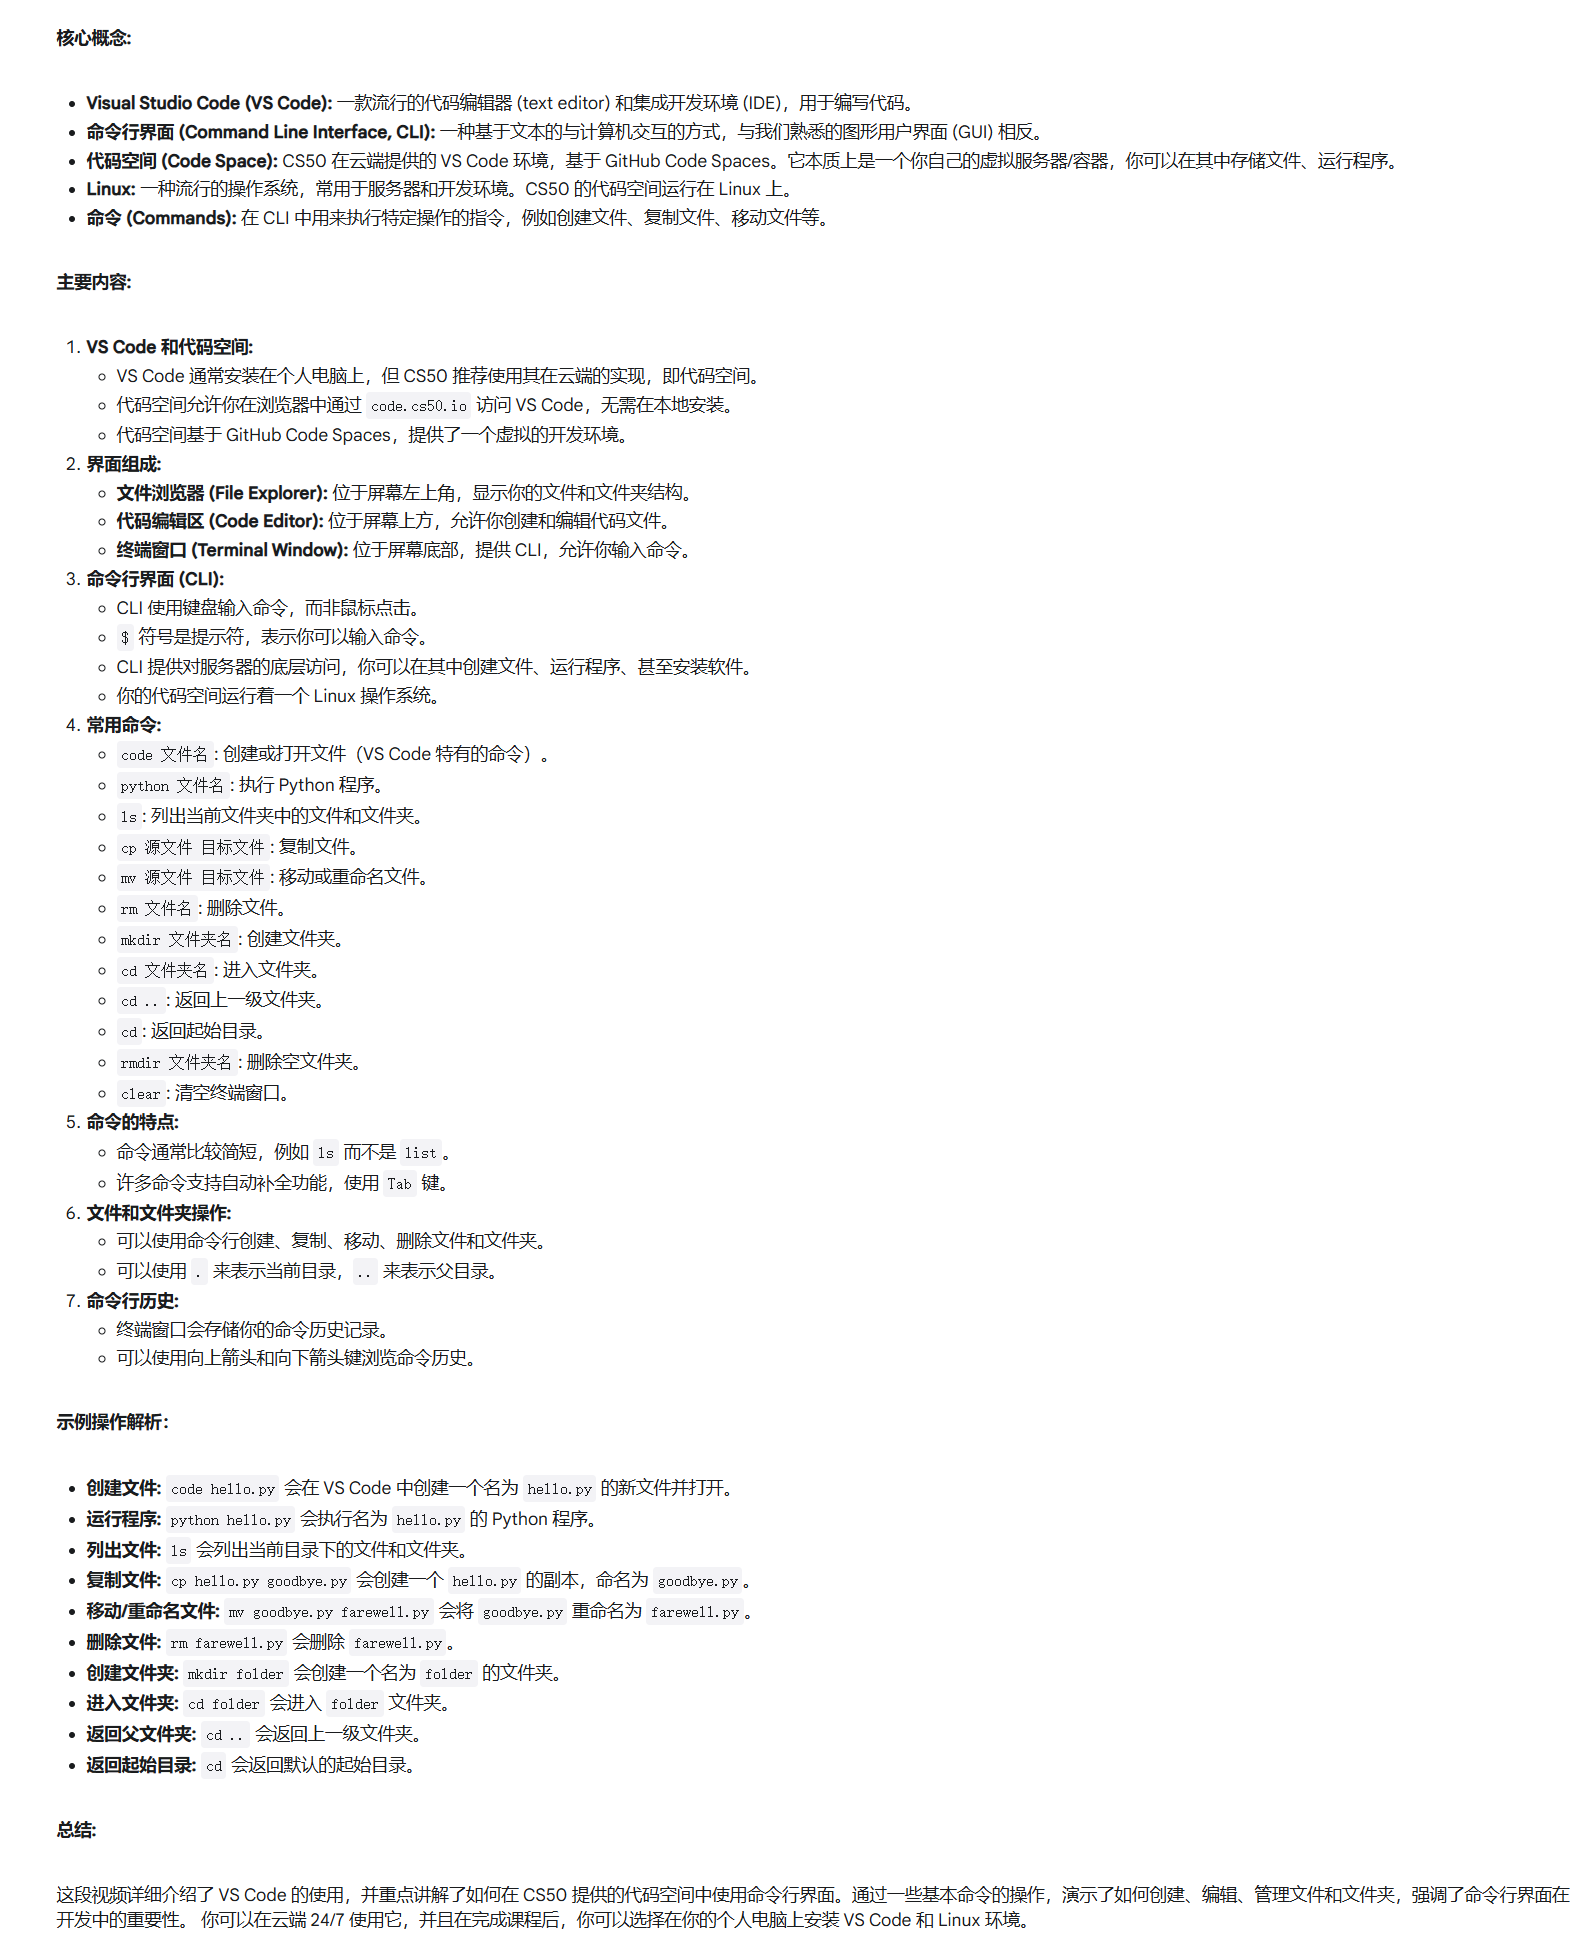 核心概念:
Visual Studio Code (VS Code): 一款流行的代码编辑器 (text editor) 和集成开发环境 (IDE)，用于编写代码。
命令行界面 (Command Line Interface, CLI): 一种基于文本的与计算机交互的方式，与我们熟悉的图形用户界面 (GUI) 相反。
代码空间 (Code Space): CS50 在云端提供的 VS Code 环境，基于 GitHub Code Spaces。它本质上是一个你自己的虚拟服务器/容器，你可以在其中存储文件、运行程序。
Linux: 一种流行的操作系统，常用于服务器和开发环境。CS50 的代码空间运行在 Linux 上。
命令 (Commands): 在 CLI 中用来执行特定操作的指令，例如创建文件、复制文件、移动文件等。
主要内容:
1. VS Code 和代码空间:
VS Code 通常安装在个人电脑上，但 CS50 推荐使用其在云端的实现，即代码空间。
代码空间允许你在浏览器中通过 code.cs50.io 访问 VS Code，无需在本地安装。
代码空间基于 GitHub Code Spaces，提供了一个虚拟的开发环境。
2. 界面组成:
文件浏览器 (File Explorer): 位于屏幕左上角，显示你的文件和文件夹结构。
代码编辑区 (Code Editor): 位于屏幕上方，允许你创建和编辑代码文件。
终端窗口 (Terminal Window): 位于屏幕底部，提供 CLI，允许你输入命令。
3. 命令行界面 (CLI):
CLI 使用键盘输入命令，而非鼠标点击。
$ 符号是提示符，表示你可以输入命令。
CLI 提供对服务器的底层访问，你可以在其中创建文件、运行程序、甚至安装软件。
你的代码空间运行着一个 Linux 操作系统。
4. 常用命令:
code 文件名 : 创建或打开文件（VS Code 特有的命令）。
python 文件名 : 执行 Python 程序。
ls : 列出当前文件夹中的文件和文件夹。
cp 源文件 目标文件 : 复制文件。
mv 源文件 目标文件 : 移动或重命名文件。
rm 文件名 : 删除文件。
mkdir 文件夹名 : 创建文件夹。
cd 文件夹名 : 进入文件夹。
cd .. : 返回上一级文件夹。
cd : 返回起始目录。
rmdir 文件夹名 : 删除空文件夹。
clear : 清空终端窗口。
5. 命令的特点:
命令通常比较简短，例如 ls 而不是 list 。
许多命令支持自动补全功能，使用 Tab 键。
6. 文件和文件夹操作:
可以使用命令行创建、复制、移动、删除文件和文件夹。
可以使用 . 来表示当前目录， .. 来表示父目录。
7. 命令行历史:
终端窗口会存储你的命令历史记录。
可以使用向上箭头和向下箭头键浏览命令历史。
示例操作解析：
创建文件: code hello.py 会在 VS Code 中创建一个名为 hello.py 的新文件并打开。
运行程序: python hello.py 会执行名为 hello.py 的 Python 程序。
列出文件: ls 会列出当前目录下的文件和文件夹。
复制文件: cp hello.py goodbye.py 会创建一个 hello.py 的副本，命名为 goodbye.py 。
移动/重命名文件: mv goodbye.py farewell.py 会将 goodbye.py 重命名为 farewell.py 。
删除文件: rm farewell.py 会删除 farewell.py 。
创建文件夹: mkdir folder 会创建一个名为 folder 的文件夹。
进入文件夹: cd folder 会进入 folder 文件夹。
返回父文件夹: cd .. 会返回上一级文件夹。
返回起始目录: cd 会返回默认的起始目录。
总结:
这段视频详细介绍了 VS Code 的使用，并重点讲解了如何在 CS50 提供的代码空间中使用命令行界面。通过一些基本命令的操作，演示了如何创建、编辑、管理文件和文件夹，强调了命令行界面在
开发中的重要性。 你可以在云端 24/7 使用它，并且在完成课程后，你可以选择在你的个人电脑上安装 VS Code 和 Linux 环境。